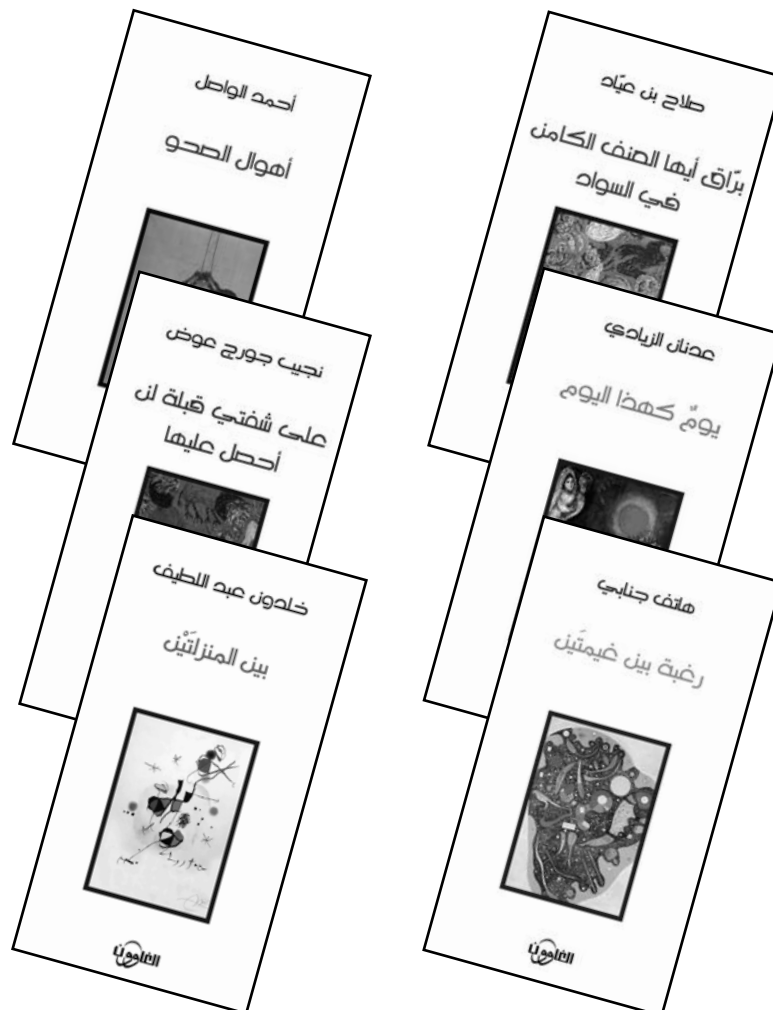 صلاح بن عيّاد
برّاق أيها الصنف الكامن
في السواد
عدنان الزيادي
يومٌ كهذا اليوم
هاتف جنابي
رغبة بين غيمتَين
الغاوون
أحمد الواصل
أهوال الصحو
نجيب جورج عوض
على شفتي قبلة لن
أحصل عليها
خلدون عبد اللطيف
بين المنزلتَيْن
الغاوون